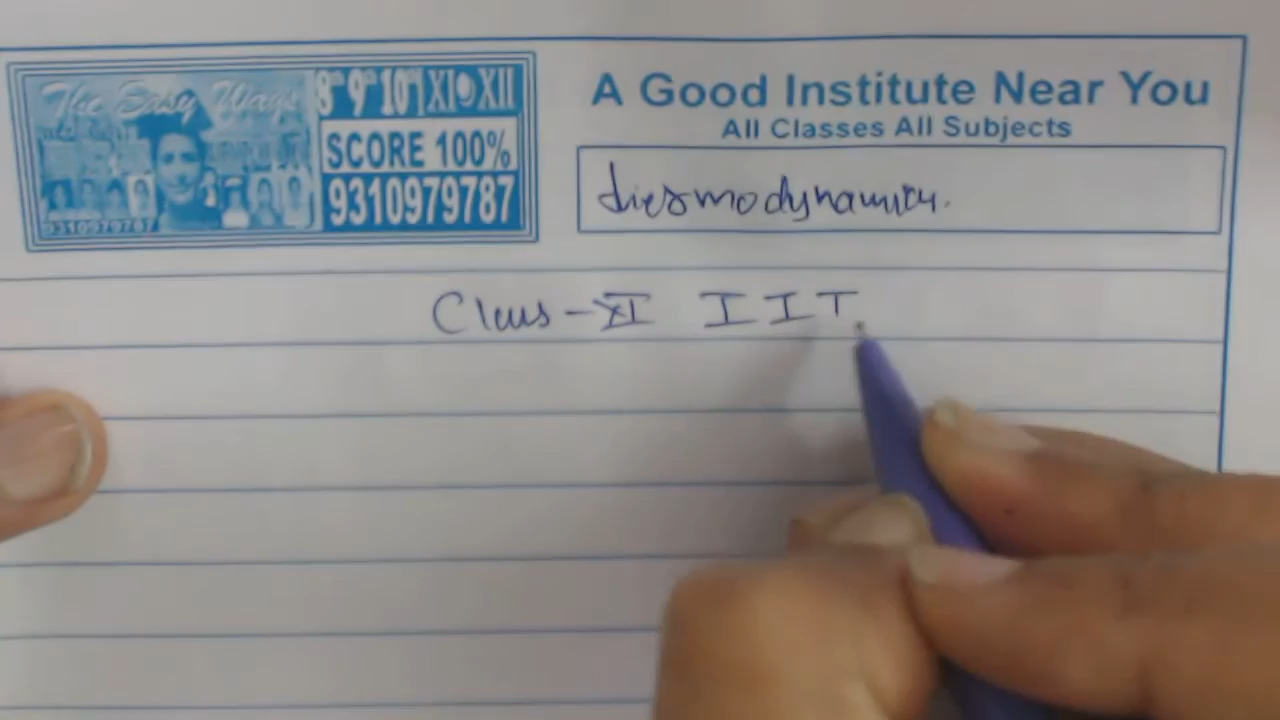 The Easy Ways
8th 9th 10th XI XII
SCORE 100%
9310979787
9310979787
A Good Institute Near You
All Classes All Subjects
thermodynamics.
Class - XI IIT